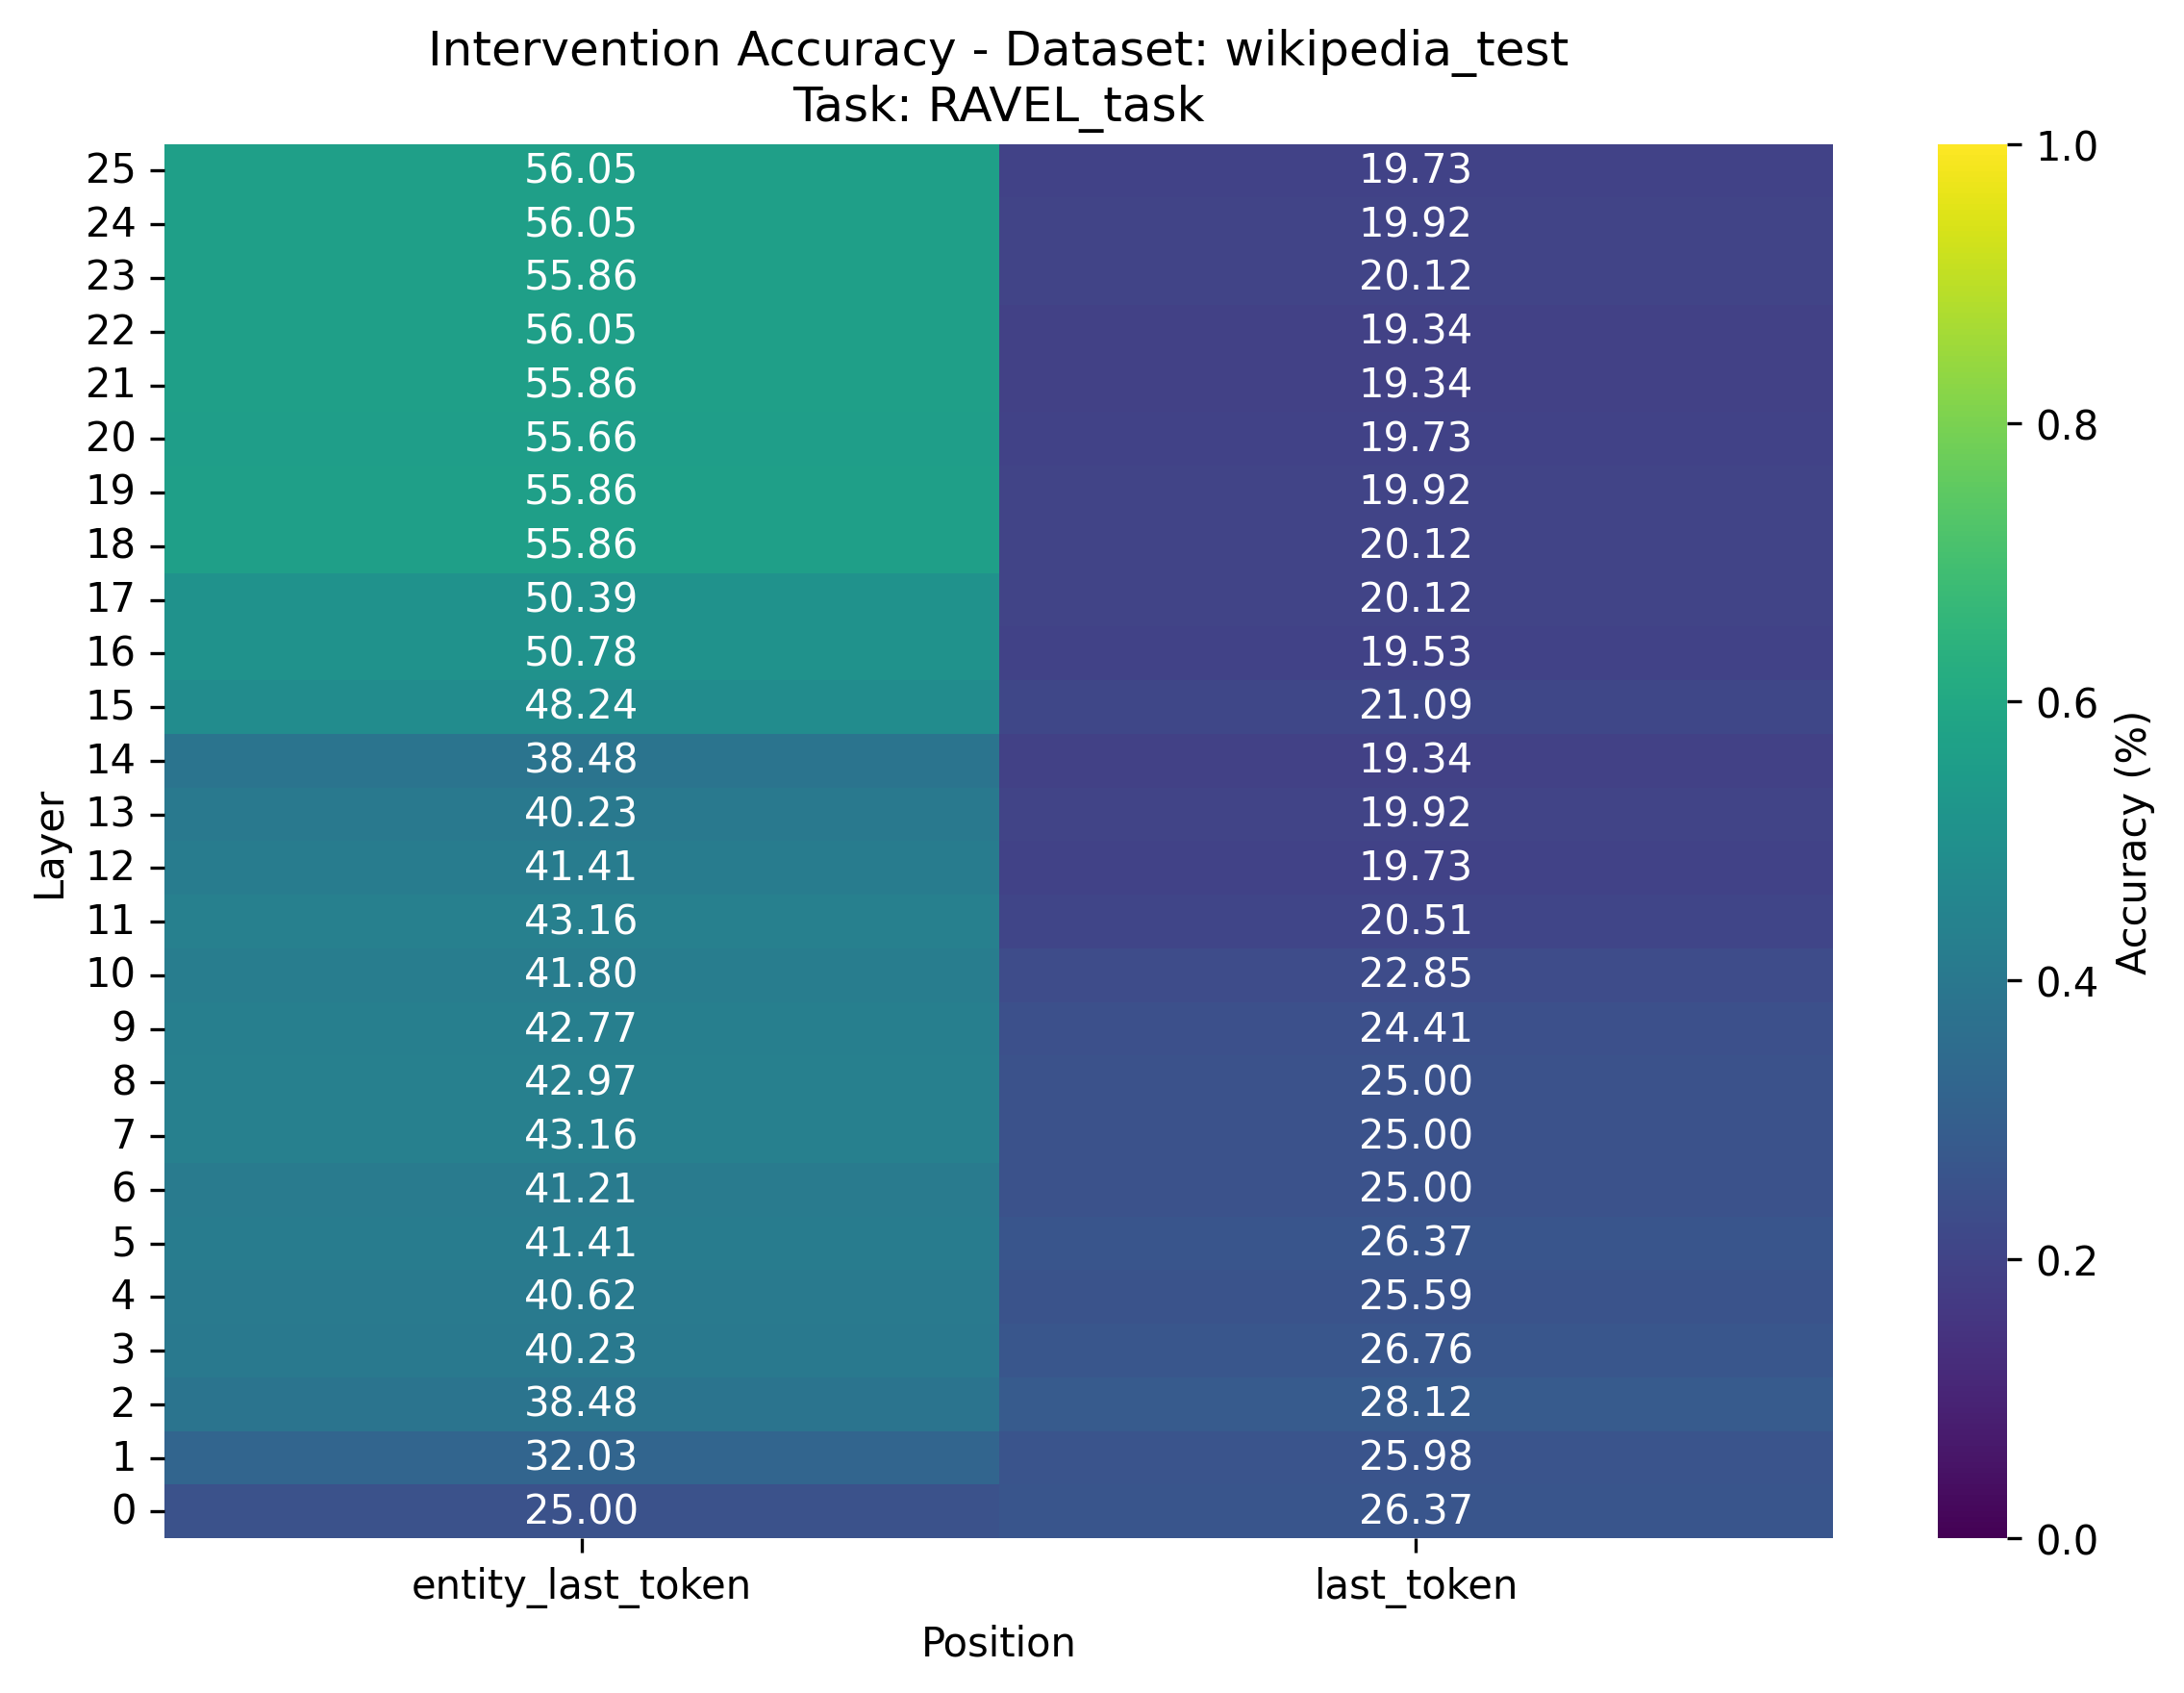 Intervention Accuracy - Dataset: wikipedia_test
Task: RAVEL_task
25 56.05 19.73
24 56.05 19.92
23 55.86 20.12
22 56.05 19.34
21 55.86 19.34
20 55.66 19.73
19 55.86 19.92
18 55.86 20.12
17 50.39 20.12
16 50.78 19.53
15 48.24 21.09
14 38.48 19.34
13 40.23 19.92
12 41.41 19.73
11 43.16 20.51
10 41.80 22.85
9 42.77 24.41
8 42.97 25.00
7 43.16 25.00
6 41.21 25.00
5 41.41 26.37
4 40.62 25.59
3 40.23 26.76
2 38.48 28.12
1 32.03 25.98
0 25.00 26.37
entity_last_token last_token
Position
Layer
1.0
0.8
0.6
0.4
0.2
0.0
Accuracy (%)